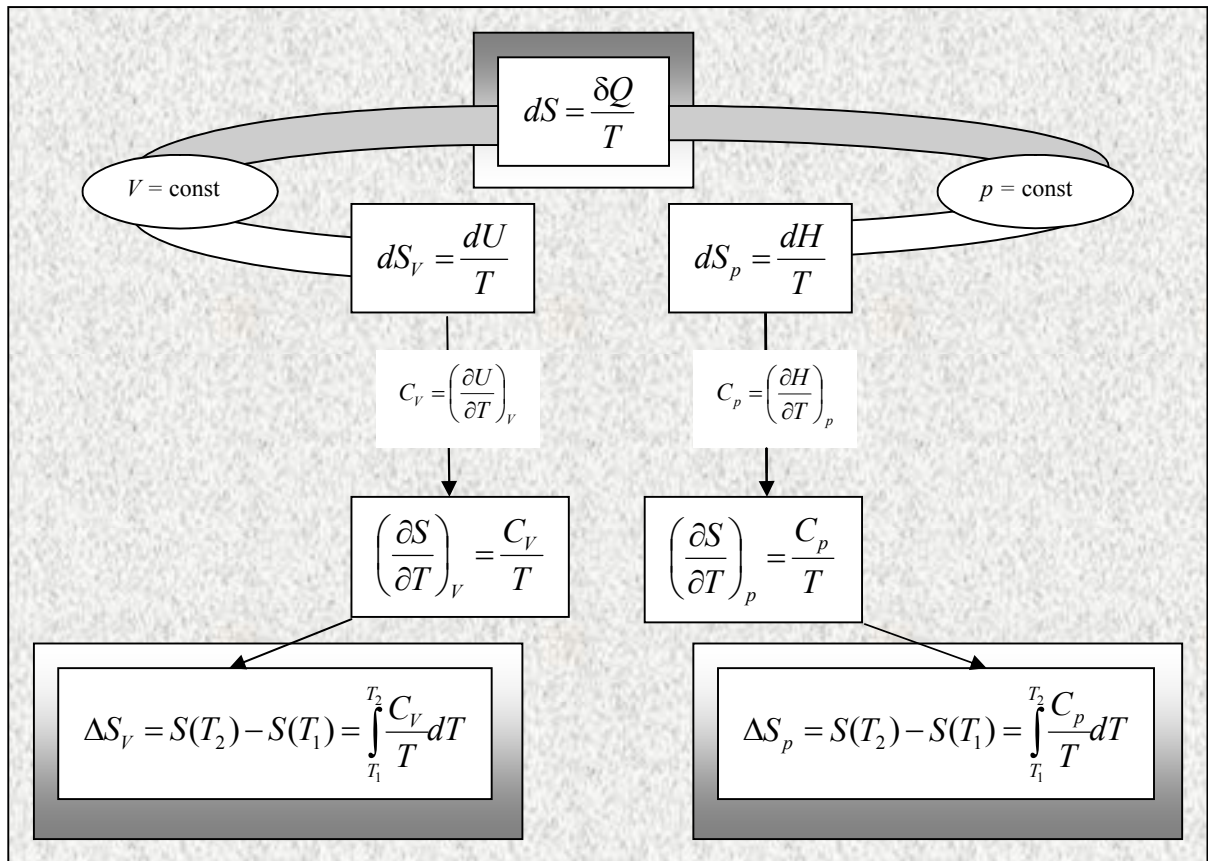 dS = δQ/T
V = const
p = const
dS_V = dU/T
dS_p = dH/T
C_V = (∂U/∂T)_V
C_p = (∂H/∂T)_p
(∂S/∂T)_V = C_V/T
(∂S/∂T)_p = C_p/T
ΔS_V = S(T_2) − S(T_1) = ∫_{T_1}^{T_2} C_V/T dT
ΔS_p = S(T_2) − S(T_1) = ∫_{T_1}^{T_2} C_p/T dT